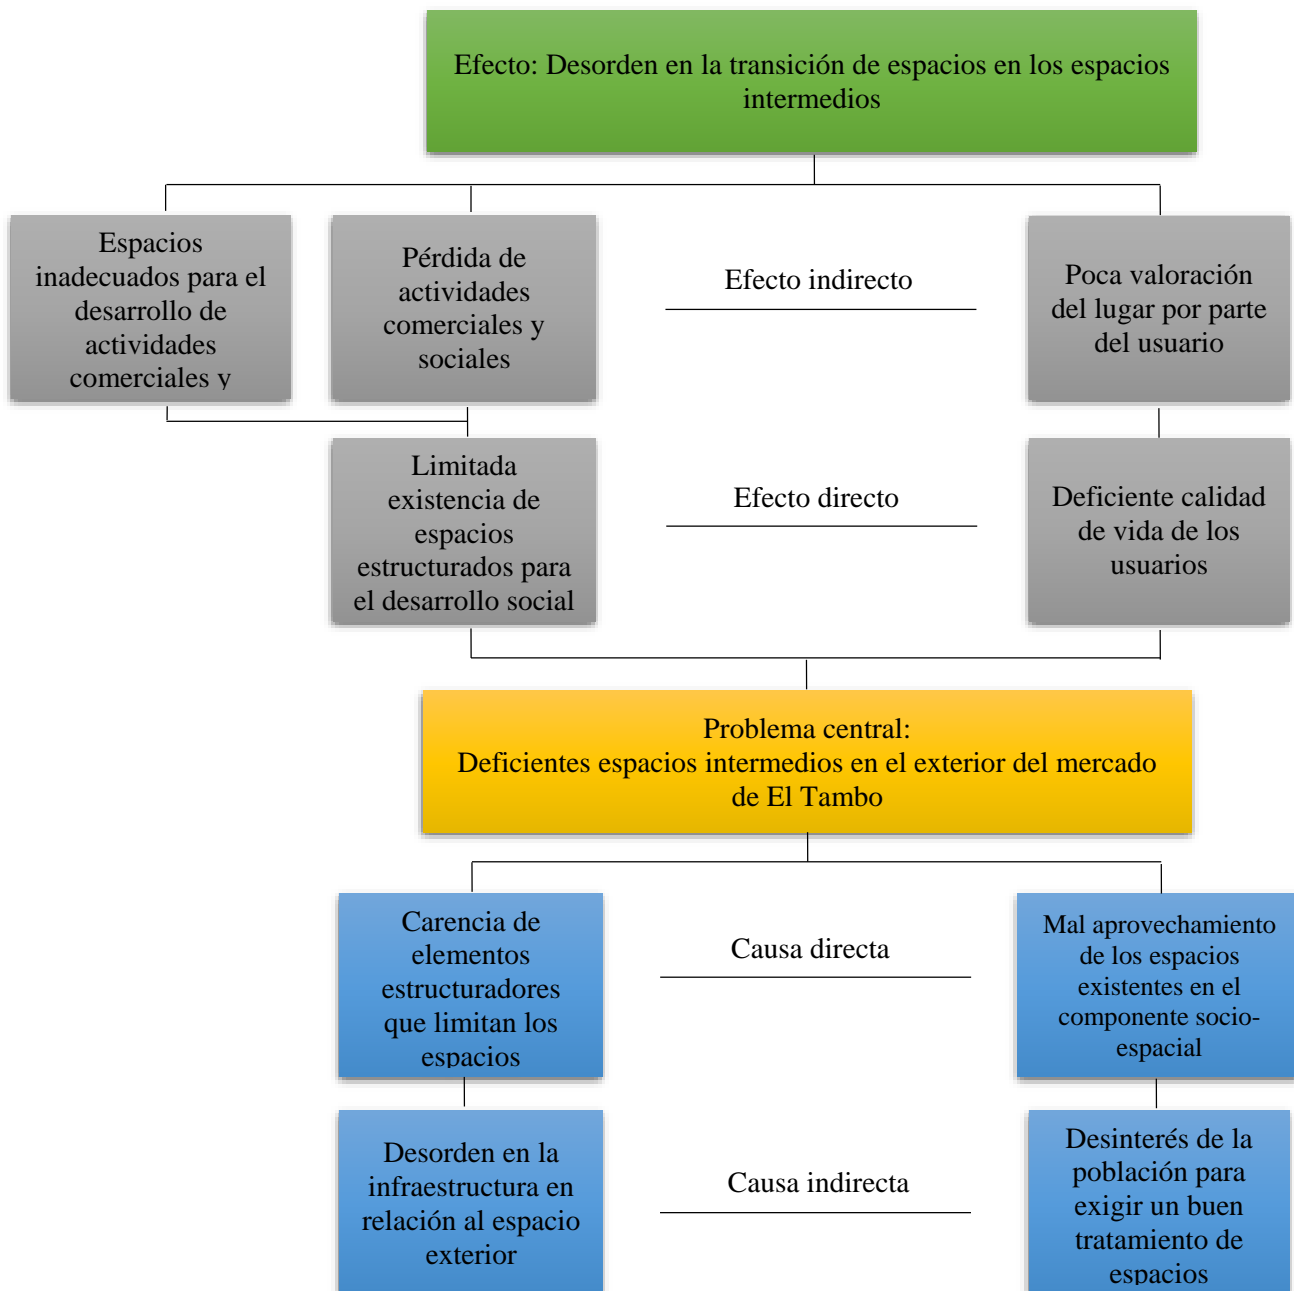 Efecto: Desorden en la transición de espacios en los espacios
intermedios
Espacios
inadecuados para el
desarrollo de
actividades
comerciales y
Pérdida de
actividades
comerciales y
sociales
Efecto indirecto
Poca valoración
del lugar por parte
del usuario
Limitada
existencia de
espacios
estructurados para
el desarrollo social
Efecto directo
Deficiente calidad
de vida de los
usuarios
Problema central:
Deficientes espacios intermedios en el exterior del mercado
de El Tambo
Carencia de
elementos
estructuradores
que limitan los
espacios
Causa directa
Mal aprovechamiento
de los espacios
existentes en el
componente socio-
espacial
Desorden en la
infraestructura en
relación al espacio
exterior
Causa indirecta
Desinterés de la
población para
exigir un buen
tratamiento de
espacios